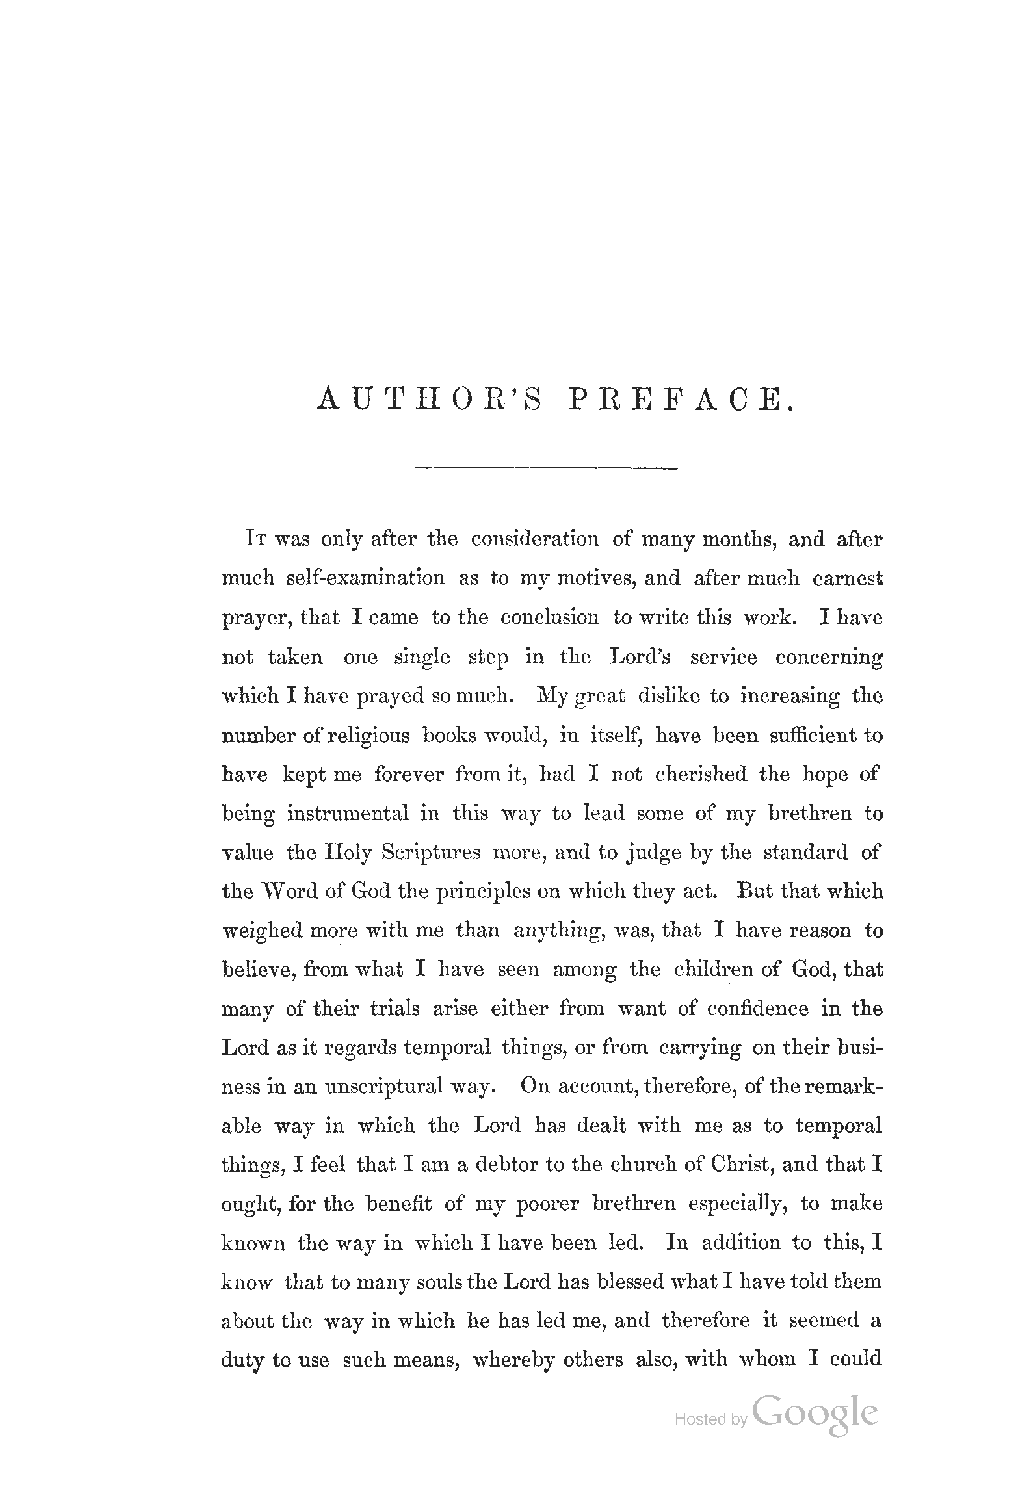 AUTHOR'S PREFACE.
It was only after the consideration of many months, and after
much self-examination as to my motives, and after much earnest
prayer, that I came to the conclusion to write this work. I have
not taken one single step in the Lord's service concerning
which I have prayed so much. My great dislike to increasing the
number of religious books would, in itself, have been sufficient to
have kept me forever from it, had I not cherished the hope of
being instrumental in this way to lead some of my brethren to
value the Holy Scriptures more, and to judge by the standard of
the Word of God the principles on which they act. But that which
weighed more with me than anything, was, that I have reason to
believe, from what I have seen among the children of God, that
many of their trials arise either from want of confidence in the
Lord as it regards temporal things, or from carrying on their busi-
ness in an unscriptural way. On account, therefore, of the remark-
able way in which the Lord has dealt with me as to temporal
things, I feel that I am a debtor to the church of Christ, and that I
ought, for the benefit of my poorer brethren especially, to make
known the way in which I have been led. In addition to this, I
know that to many souls the Lord has blessed what I have told them
about the way in which he has led me, and therefore it seemed a
duty to use such means, whereby others also, with whom I could
Hosted by Google